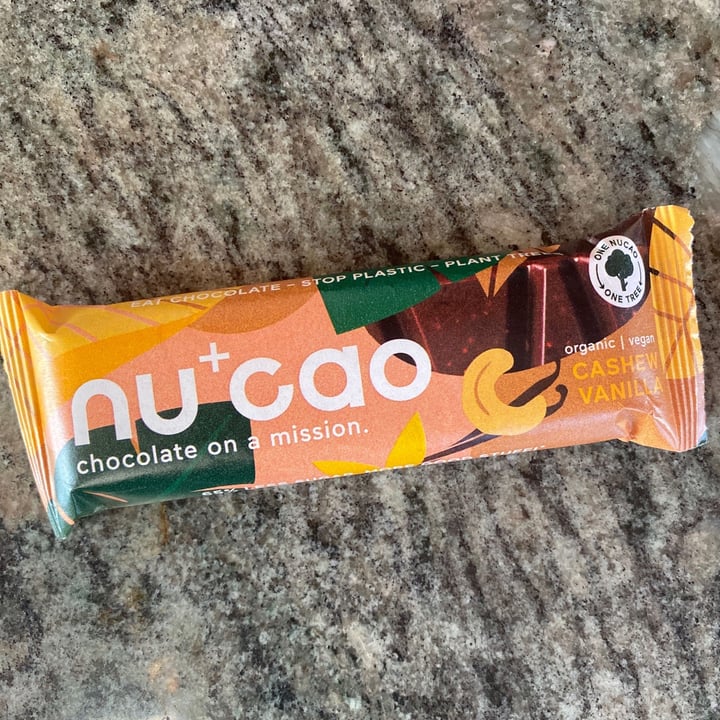 EAT CHOCOLATE – STOP PLASTIC – PLANT TREES
nu+cao
chocolate on a mission.
ONE NUCAO
ONE TREE
organic | vegan
CASHEW
VANILLA